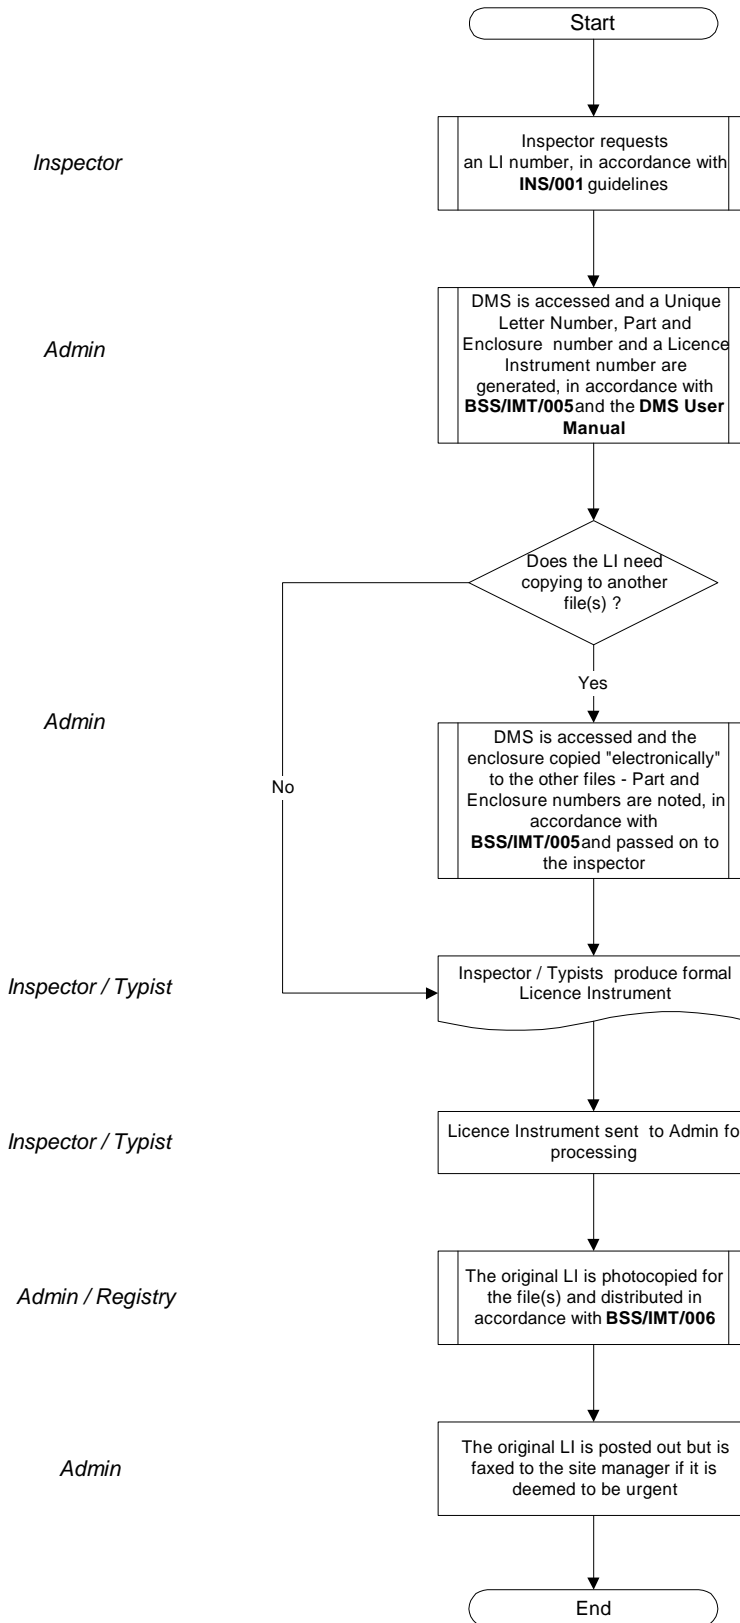 Start
Inspector
Inspector requests
an LI number, in accordance with
INS/001 guidelines
Admin
DMS is accessed and a Unique
Letter Number, Part and
Enclosure number and a Licence
Instrument number are
generated, in accordance with
BSS/IMT/005 and the DMS User
Manual
Does the LI need
copying to another
file(s) ?
Yes
No
Admin
DMS is accessed and the
enclosure copied "electronically"
to the other files - Part and
Enclosure numbers are noted, in
accordance with
BSS/IMT/005 and passed on to
the inspector
Inspector / Typist
Inspector / Typists produce formal
Licence Instrument
Inspector / Typist
Licence Instrument sent to Admin fo
processing
Admin / Registry
The original LI is photocopied for
the file(s) and distributed in
accordance with BSS/IMT/006
Admin
The original LI is posted out but is
faxed to the site manager if it is
deemed to be urgent
End